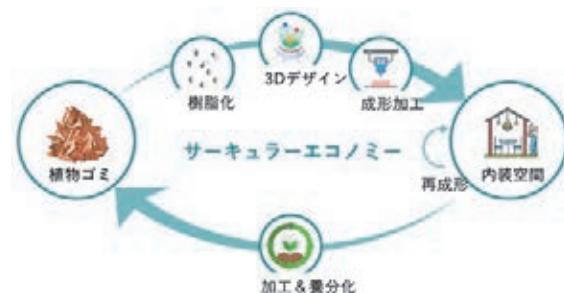 3Dデザイン
樹脂化
成形加工
サーキュラーエコノミー
植物ゴミ
再成形
内装空間
加工＆養分化